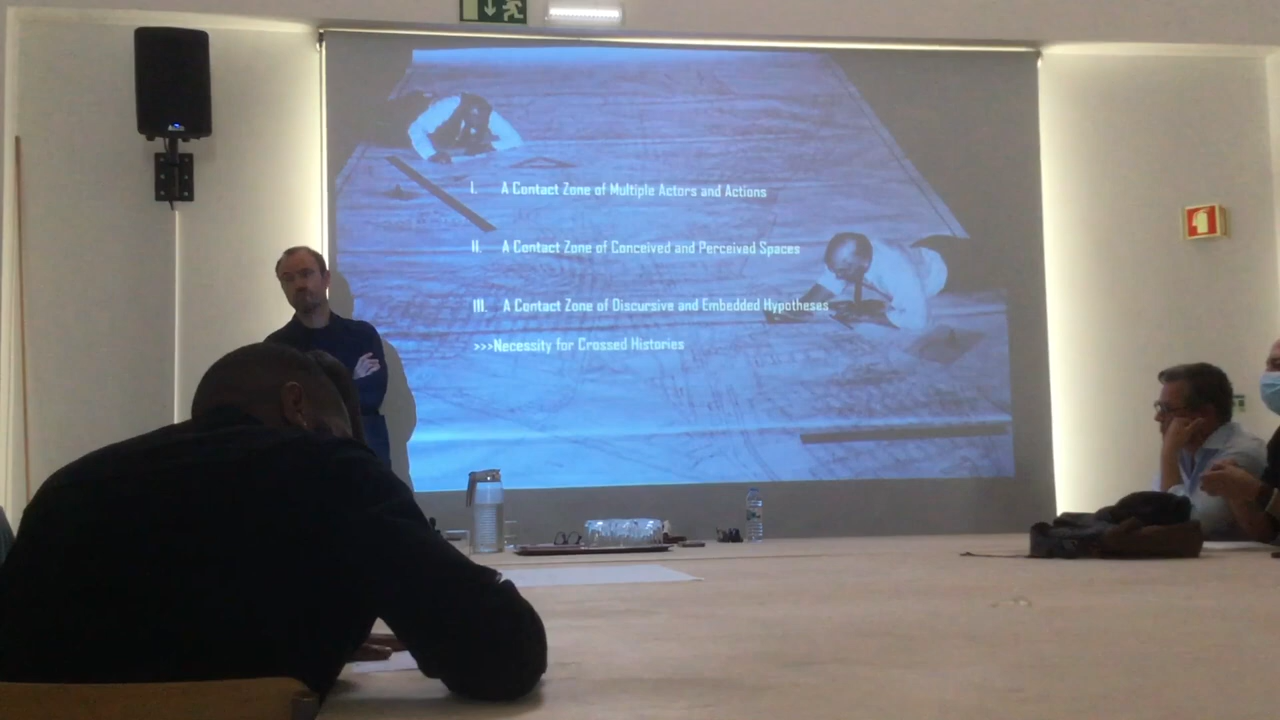 I. A Contact Zone of Multiple Actors and Actions
II. A Contact Zone of Conceived and Perceived Spaces
III. A Contact Zone of Discursive and Embedded Hypotheses
>>>Necessity for Crossed Histories